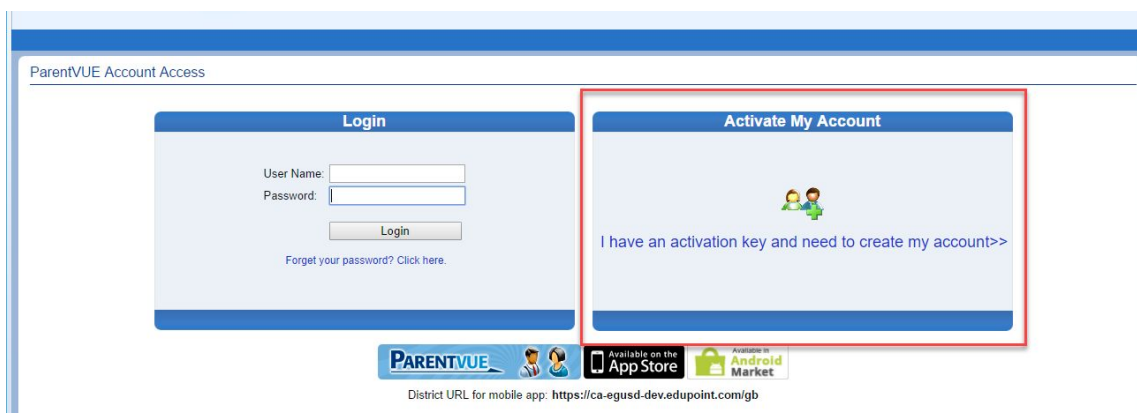 ParentVUE Account Access
Login
User Name:
Password:
Login
Forget your password? Click here.
Activate My Account
I have an activation key and need to create my account>>
PARENTVUE
Available on the
App Store
Available in
Android
Market
District URL for mobile app: https://ca-egusd-dev.edupoint.com/gb